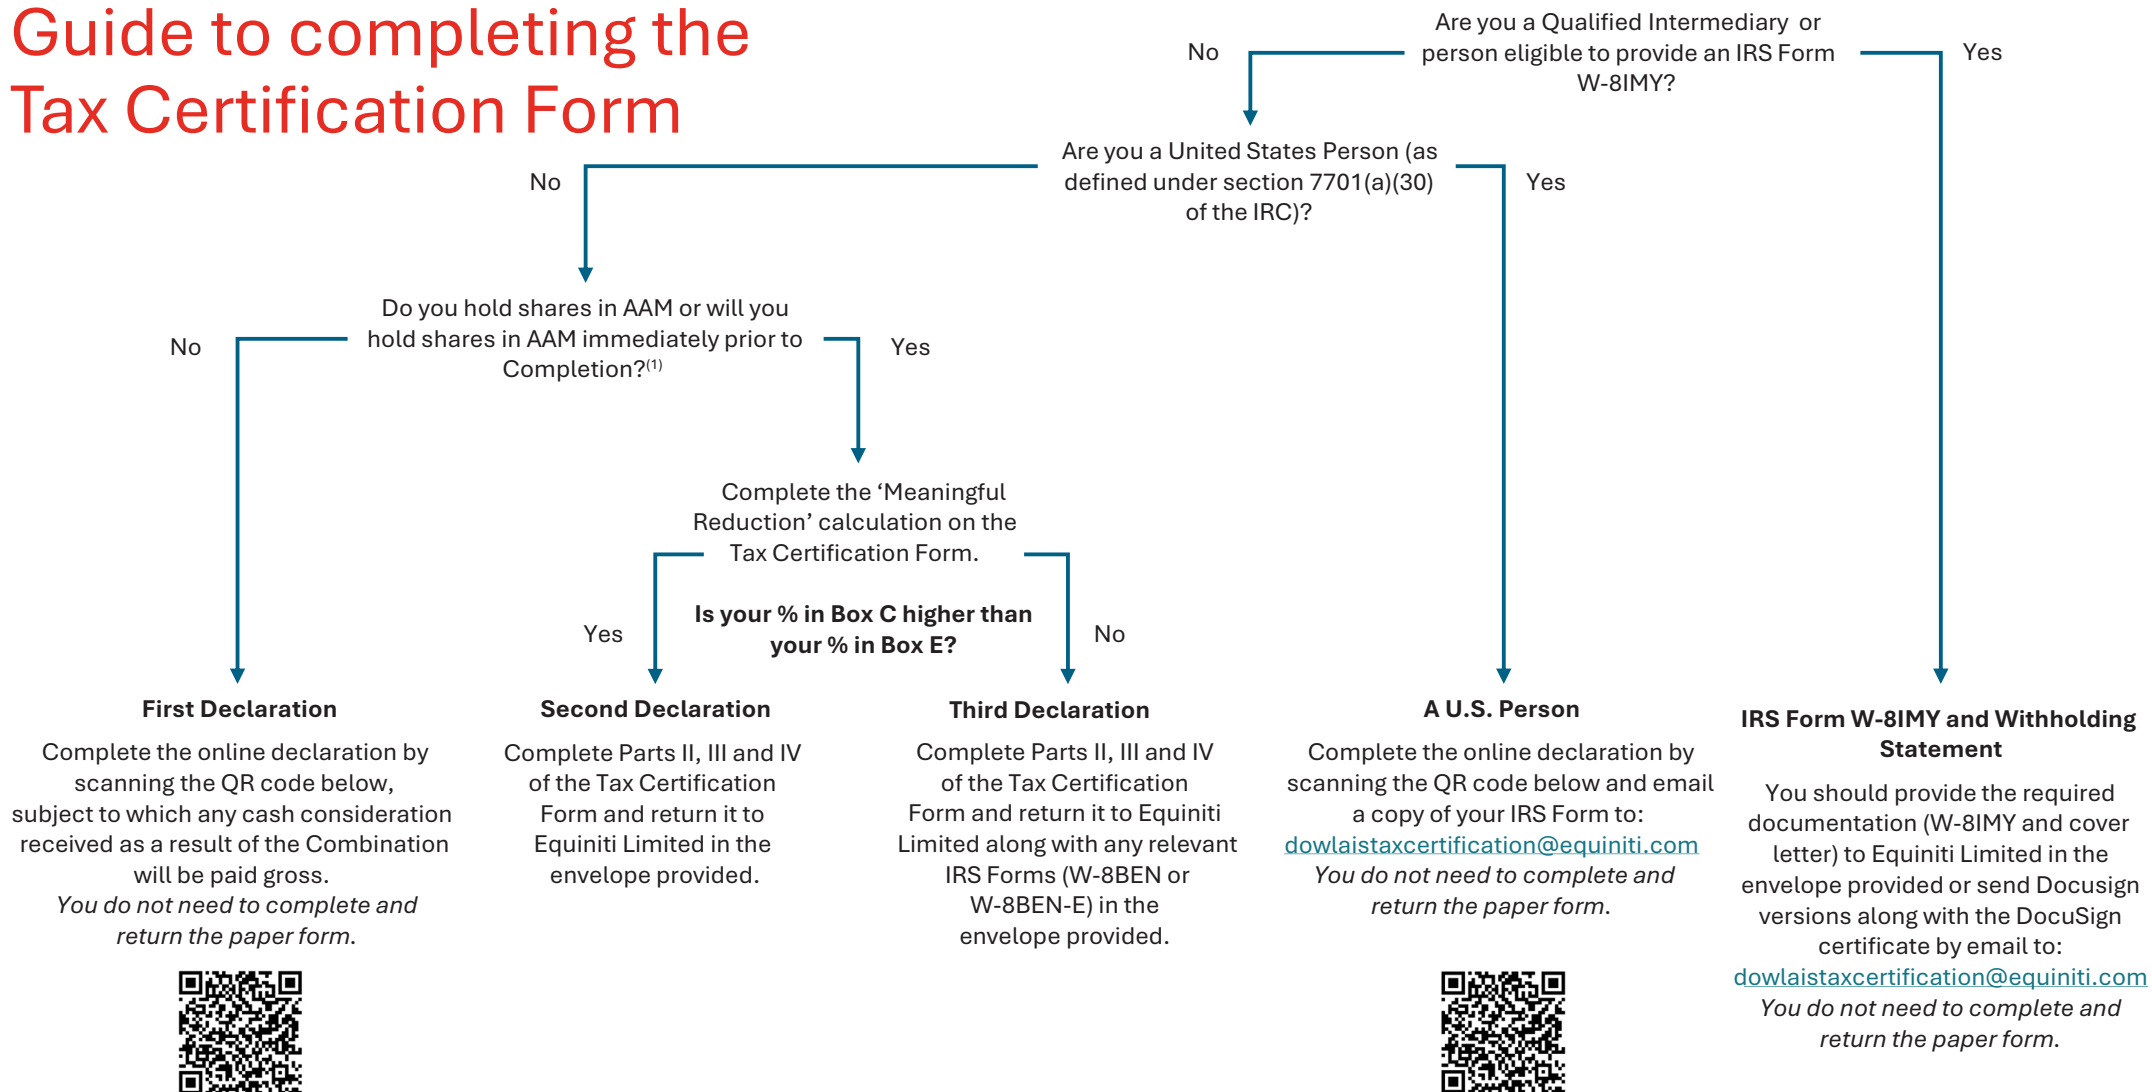 Guide to completing the
Tax Certification Form
Are you a Qualified Intermediary or
person eligible to provide an IRS Form
W-8IMY?
No
Yes
Are you a United States Person (as
defined under section 7701(a)(30)
of the IRC)?
No
Yes
Do you hold shares in AAM or will you
hold shares in AAM immediately prior to
Completion?(1)
No
Yes
Complete the ‘Meaningful
Reduction’ calculation on the
Tax Certification Form.
Is your % in Box C higher than
your % in Box E?
Yes
No
First Declaration
Complete the online declaration by
scanning the QR code below,
subject to which any cash consideration
received as a result of the Combination
will be paid gross.
You do not need to complete and
return the paper form.
Second Declaration
Complete Parts II, III and IV
of the Tax Certification
Form and return it to
Equiniti Limited in the
envelope provided.
Third Declaration
Complete Parts II, III and IV
of the Tax Certification
Form and return it to Equiniti
Limited along with any relevant
IRS Forms (W-8BEN or
W-8BEN-E) in the
envelope provided.
A U.S. Person
Complete the online declaration by
scanning the QR code below and email
a copy of your IRS Form to:
dowlaistaxcertification@equiniti.com
You do not need to complete and
return the paper form.
IRS Form W-8IMY and Withholding
Statement
You should provide the required
documentation (W-8IMY and cover
letter) to Equiniti Limited in the
envelope provided or send Docusign
versions along with the DocuSign
certificate by email to:
dowlaistaxcertification@equiniti.com
You do not need to complete and
return the paper form.